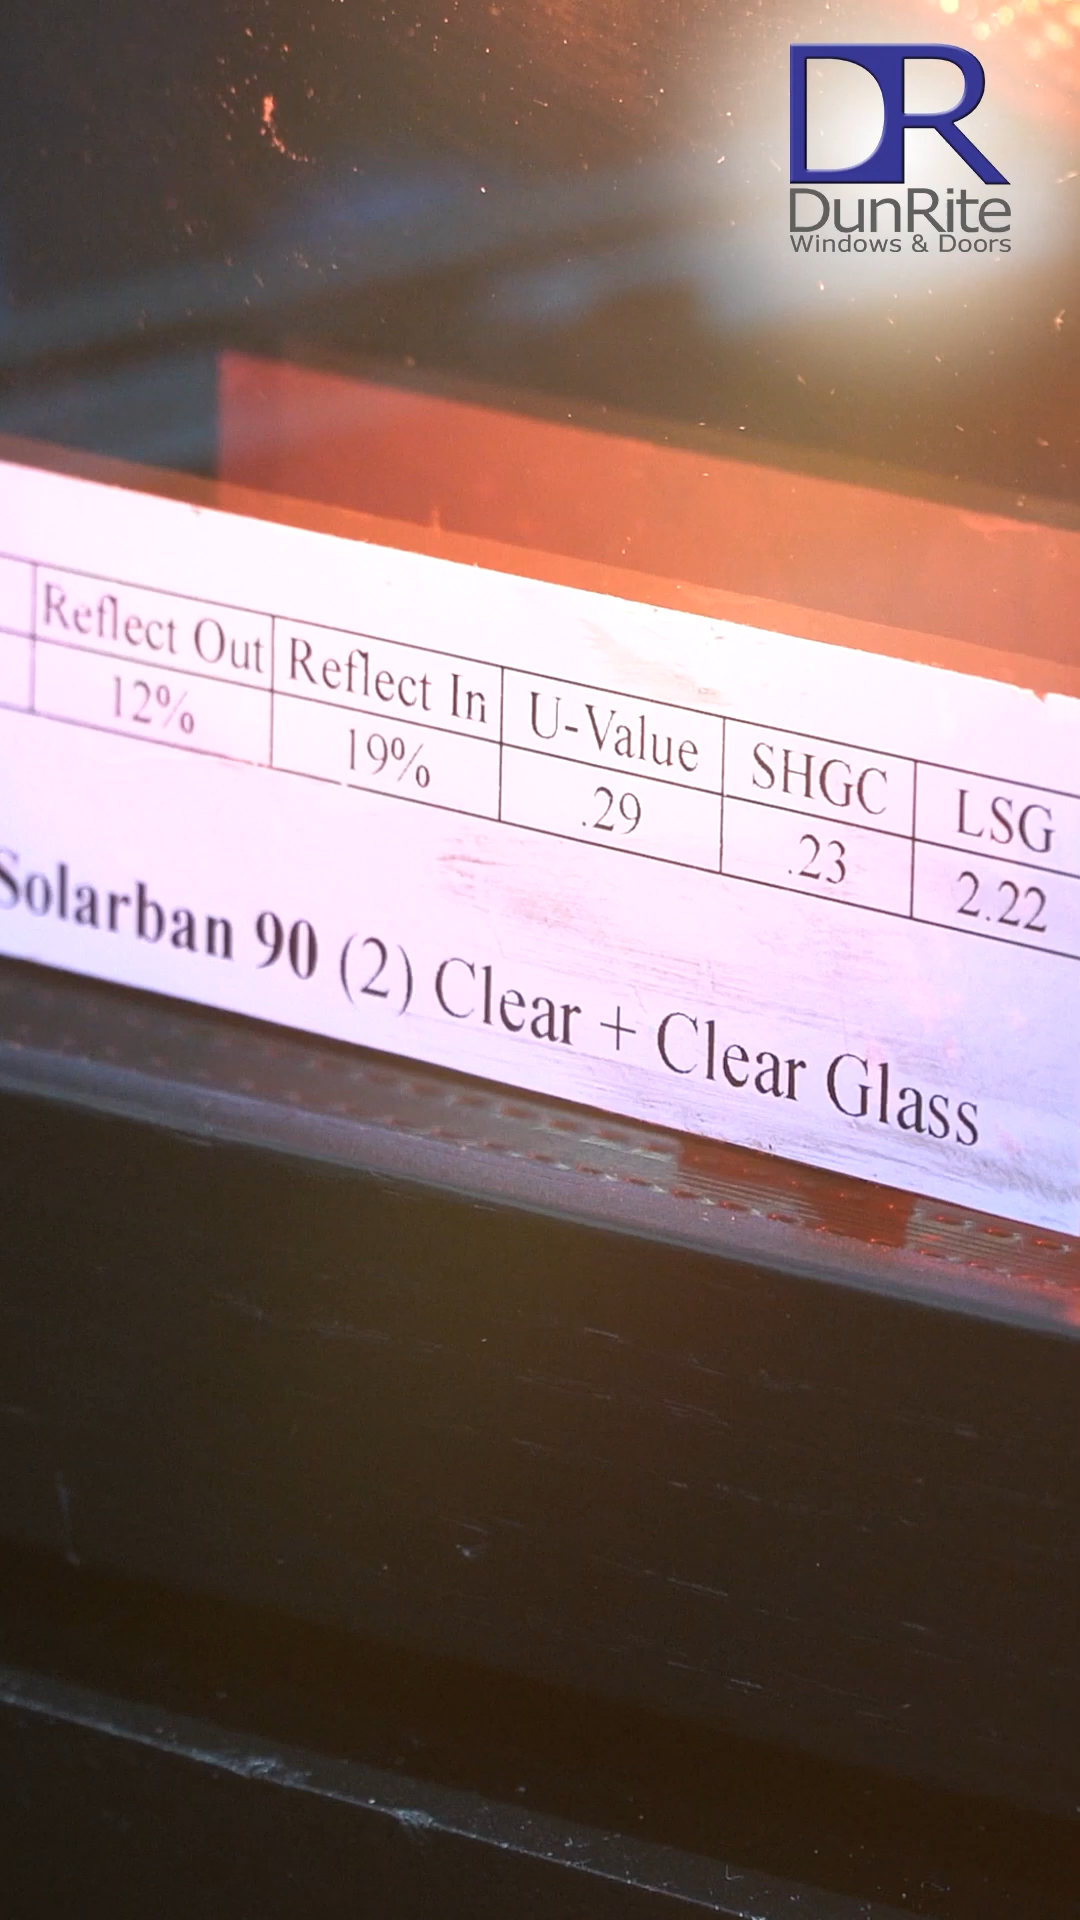 DR
DunRite
Windows & Doors
Reflect Out Reflect In U-Value SHGC LSG
12% 19% .29 .23 2.22
Solarban 90 (2) Clear + Clear Glass